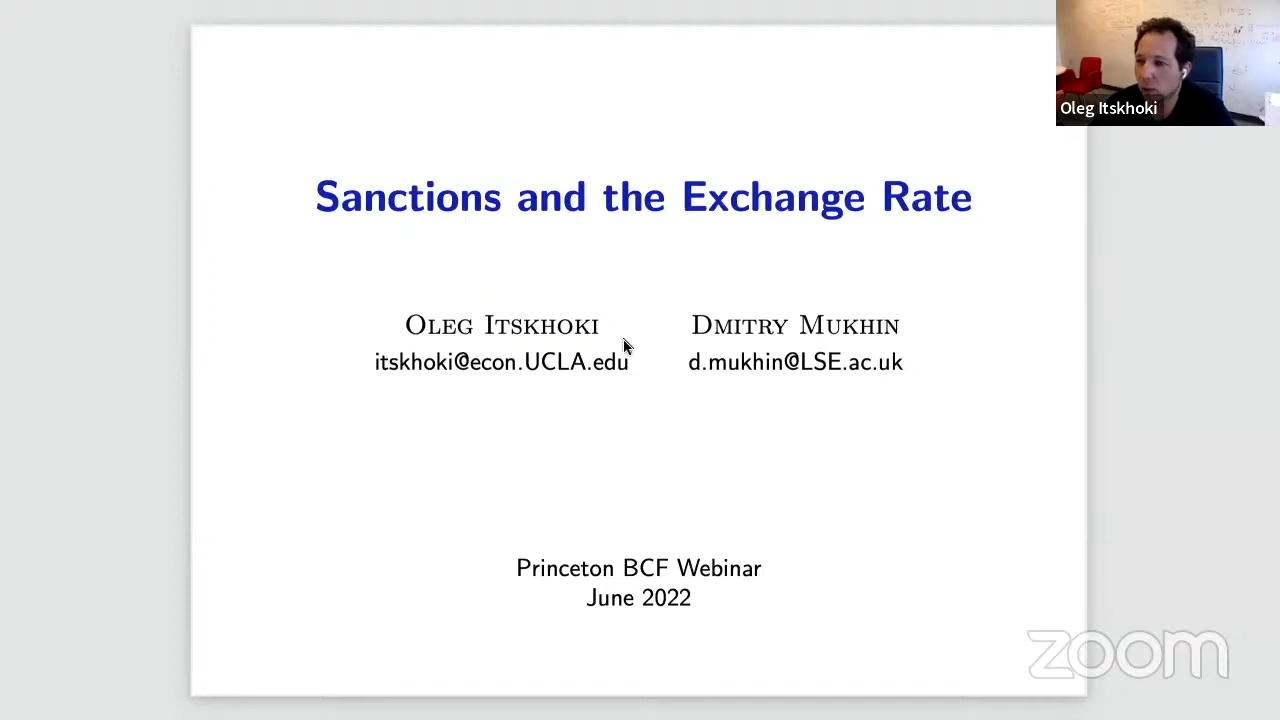 Sanctions and the Exchange Rate
Oleg Itskhoki
Dmitry Mukhin
itskhoki@econ.UCLA.edu
d.mukhin@LSE.ac.uk
Princeton BCF Webinar
June 2022
Oleg Itskhoki
zoom